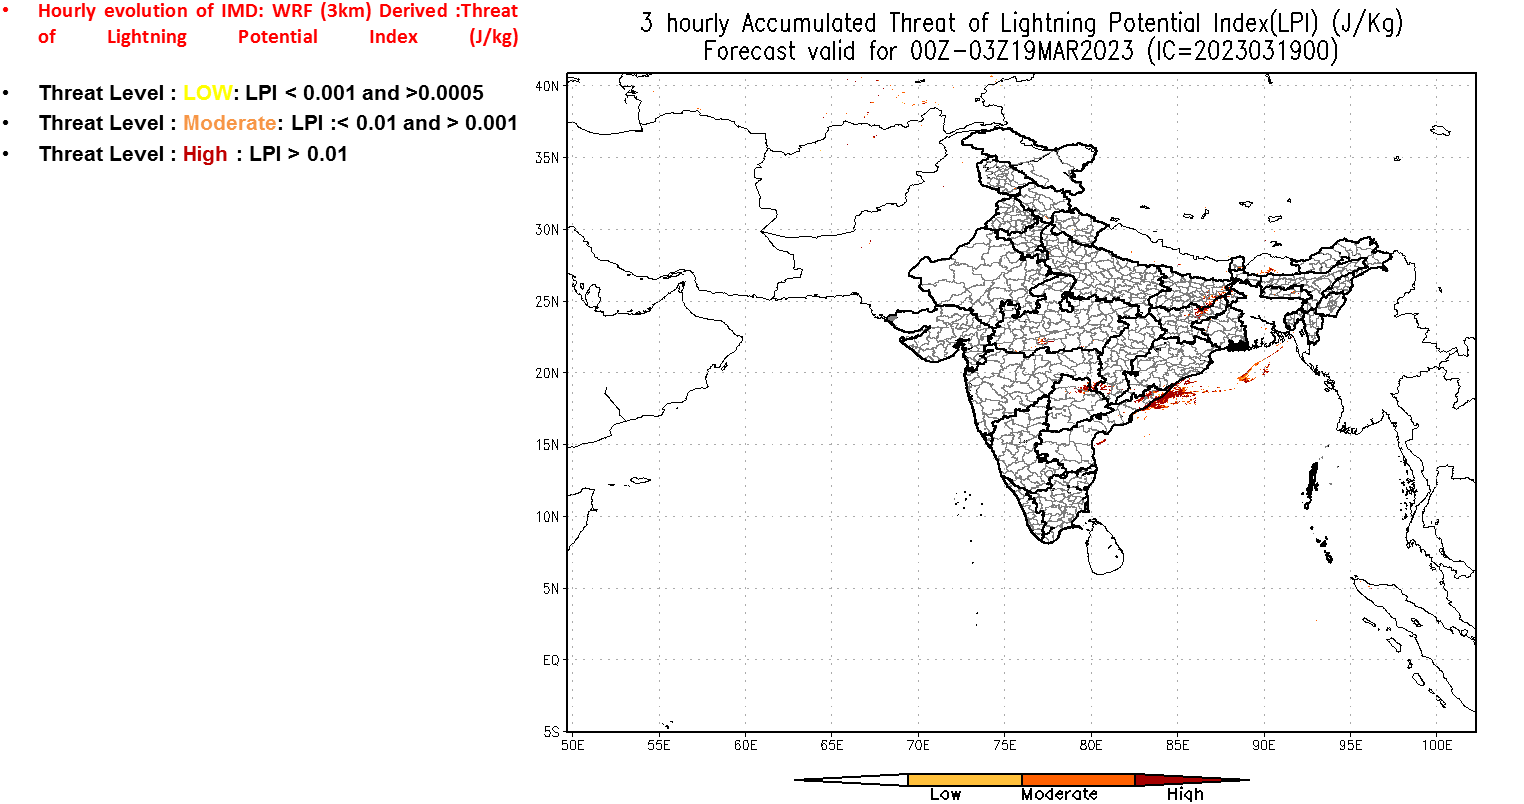 • Hourly evolution of IMD: WRF (3km) Derived :Threat
of Lightning Potential Index (J/kg)
• Threat Level : LOW: LPI < 0.001 and >0.0005
• Threat Level : Moderate: LPI :< 0.01 and > 0.001
• Threat Level : High : LPI > 0.01
3 hourly Accumulated Threat of Lightning Potential Index(LPI) (J/Kg)
Forecast valid for 00Z-03Z19MAR2023 (IC=2023031900)
40N
35N
30N
25N
20N
15N
10N
5N
EQ
5S
50E 55E 60E 65E 70E 75E 80E 85E 90E 95E 100E
Low Moderate High